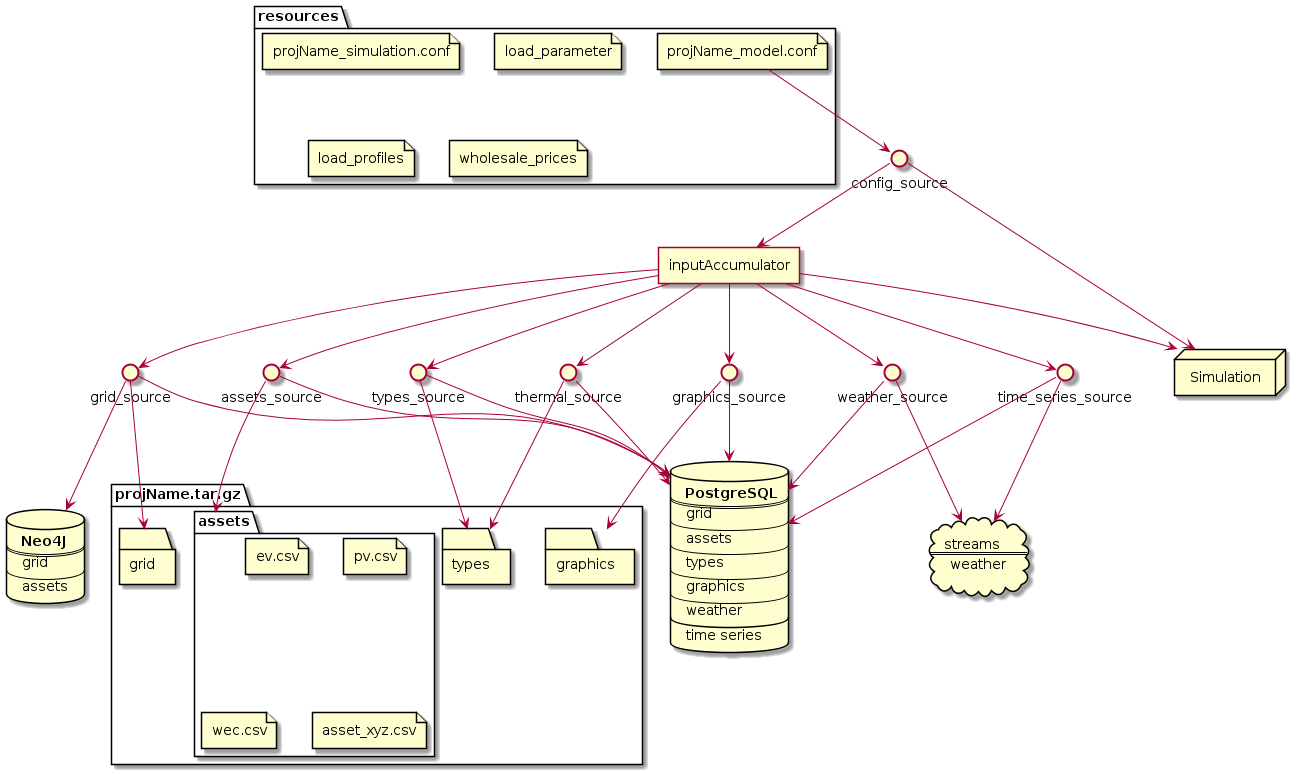 resources
projName_simulation.conf
load_parameter
projName_model.conf
load_profiles
wholesale_prices
config_source
inputAccumulator
Simulation
grid_source
assets_source
types_source
thermal_source
graphics_source
weather_source
time_series_source
Neo4J
grid
assets
projName.tar.gz
grid
assets
ev.csv
pv.csv
wec.csv
asset_xyz.csv
types
graphics
PostgreSQL
grid
assets
types
graphics
weather
time series
streams
weather